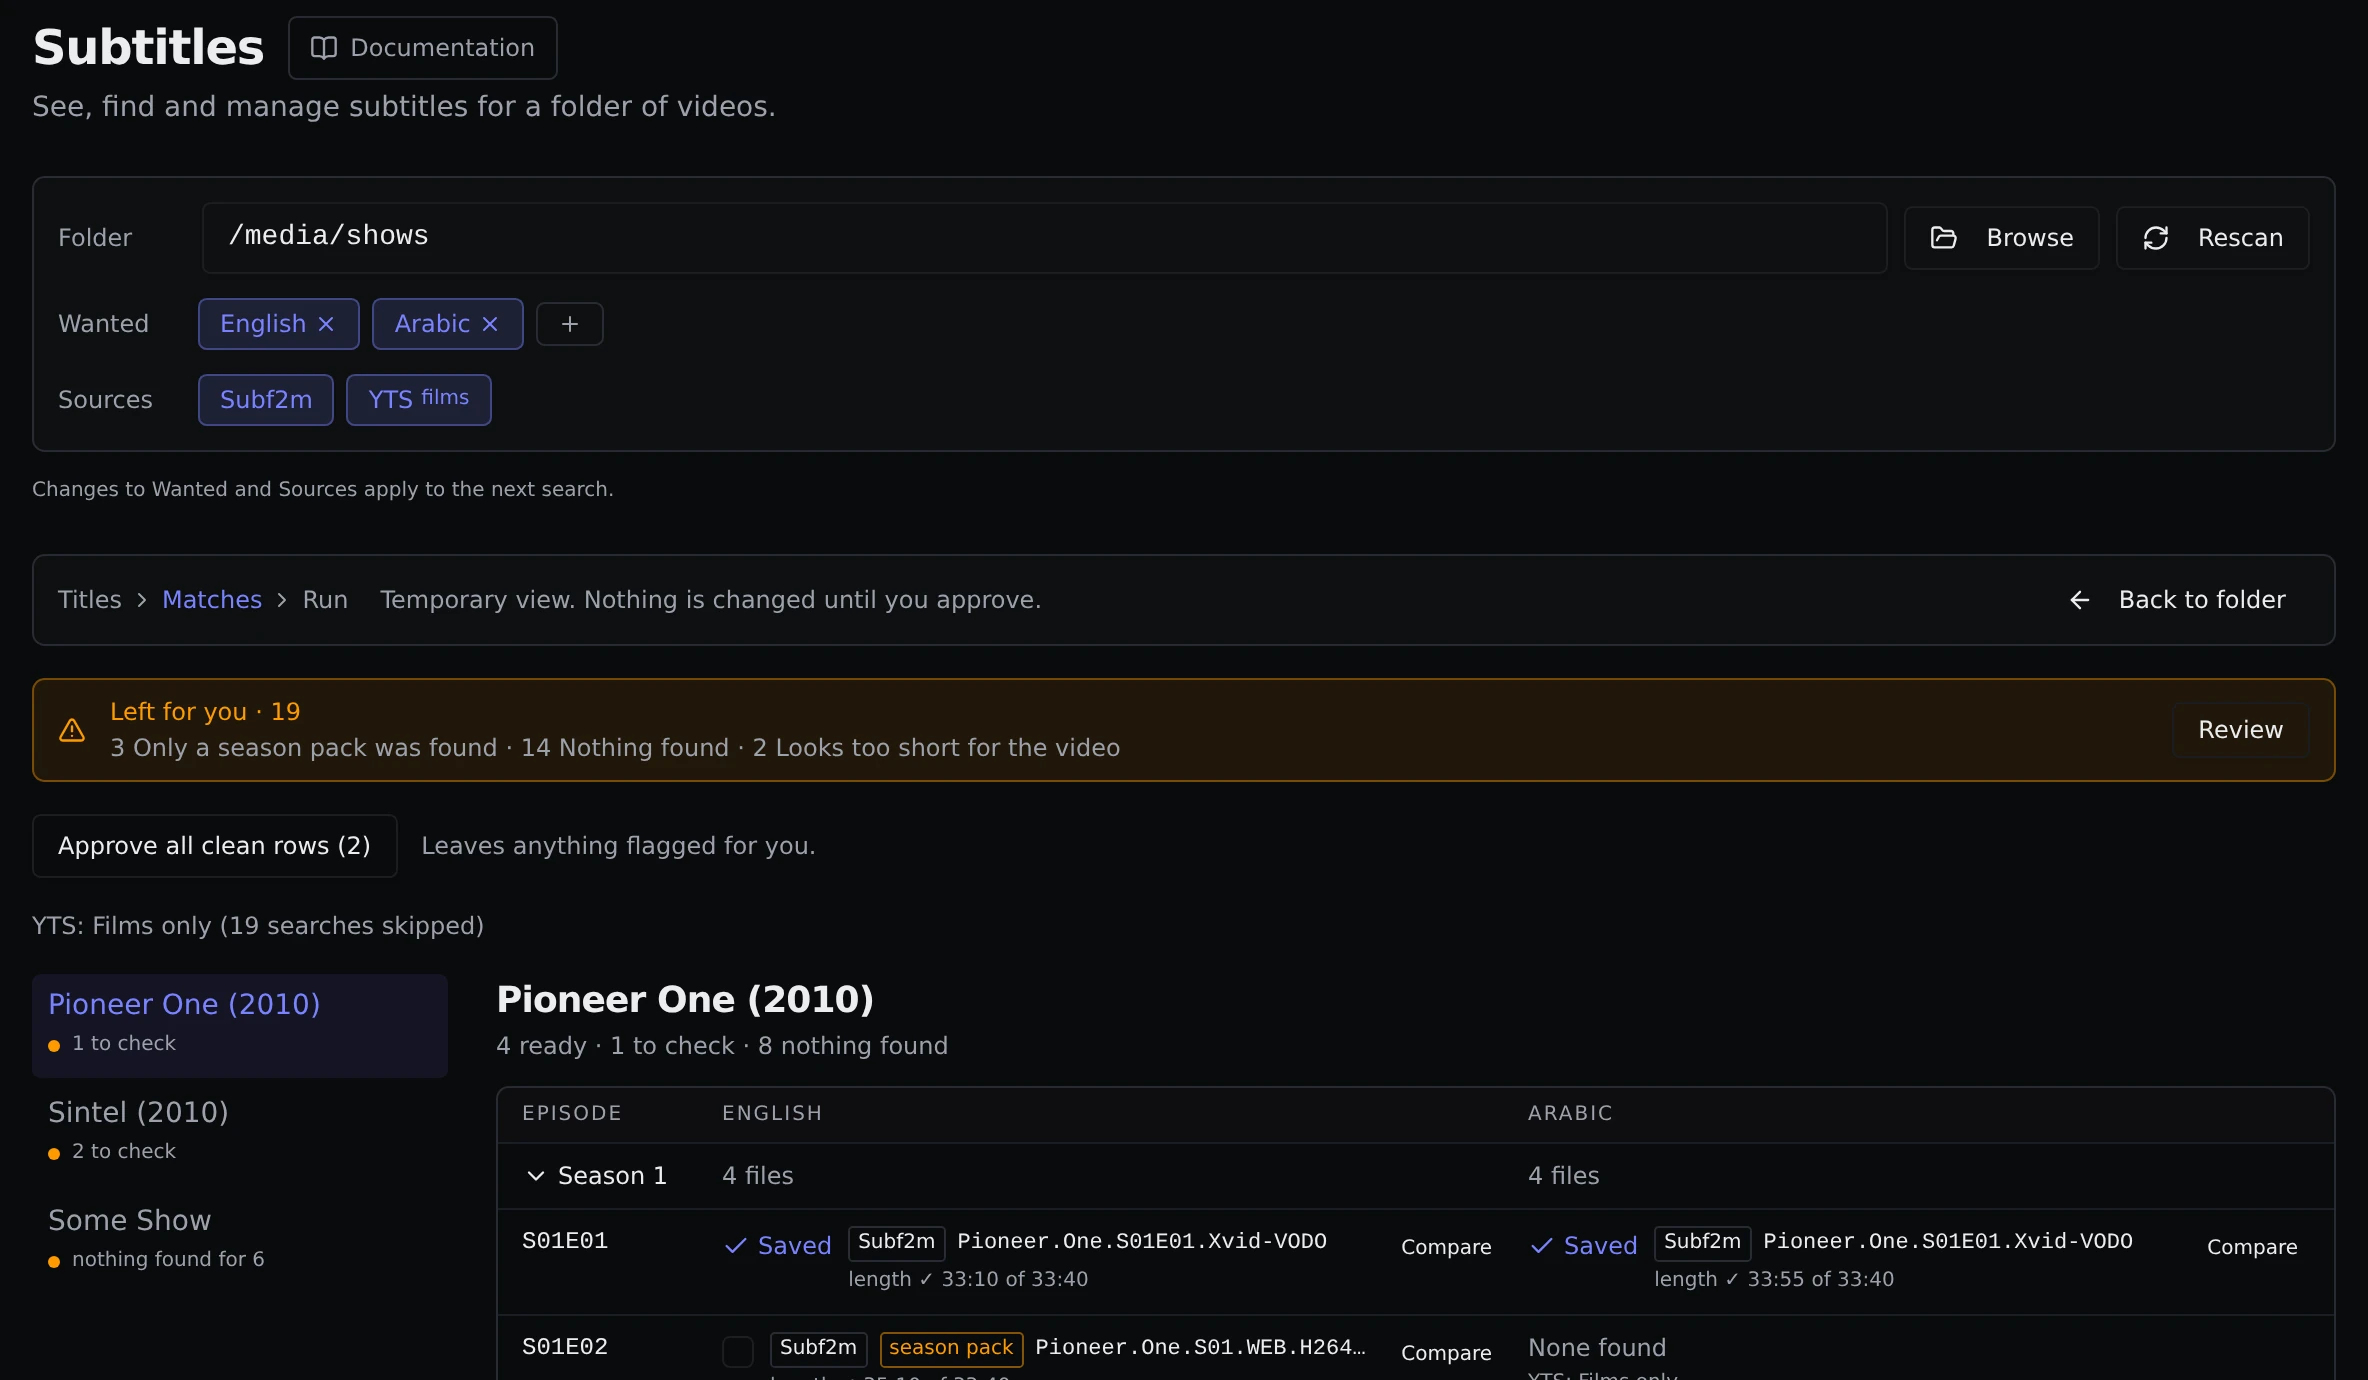 Subtitles
Documentation
See, find and manage subtitles for a folder of videos.
Folder
/media/shows
Browse
Rescan
Wanted
English ×
Arabic ×
+
Sources
Subf2m
YTS films
Changes to Wanted and Sources apply to the next search.
Titles > Matches > Run Temporary view. Nothing is changed until you approve.
← Back to folder
Left for you · 19
3 Only a season pack was found · 14 Nothing found · 2 Looks too short for the video
Review
Approve all clean rows (2)
Leaves anything flagged for you.
YTS: Films only (19 searches skipped)
Pioneer One (2010)
1 to check
Sintel (2010)
2 to check
Some Show
nothing found for 6
Pioneer One (2010)
4 ready · 1 to check · 8 nothing found
EPISODE ENGLISH ARABIC
Season 1 4 files 4 files
S01E01 ✓ Saved Subf2m Pioneer.One.S01E01.Xvid-VODO Compare ✓ Saved Subf2m Pioneer.One.S01E01.Xvid-VODO Compare
length ✓ 33:10 of 33:40 length ✓ 33:55 of 33:40
S01E02 Subf2m season pack Pioneer.One.S01.WEB.H264… Compare None found
YTS: Films only